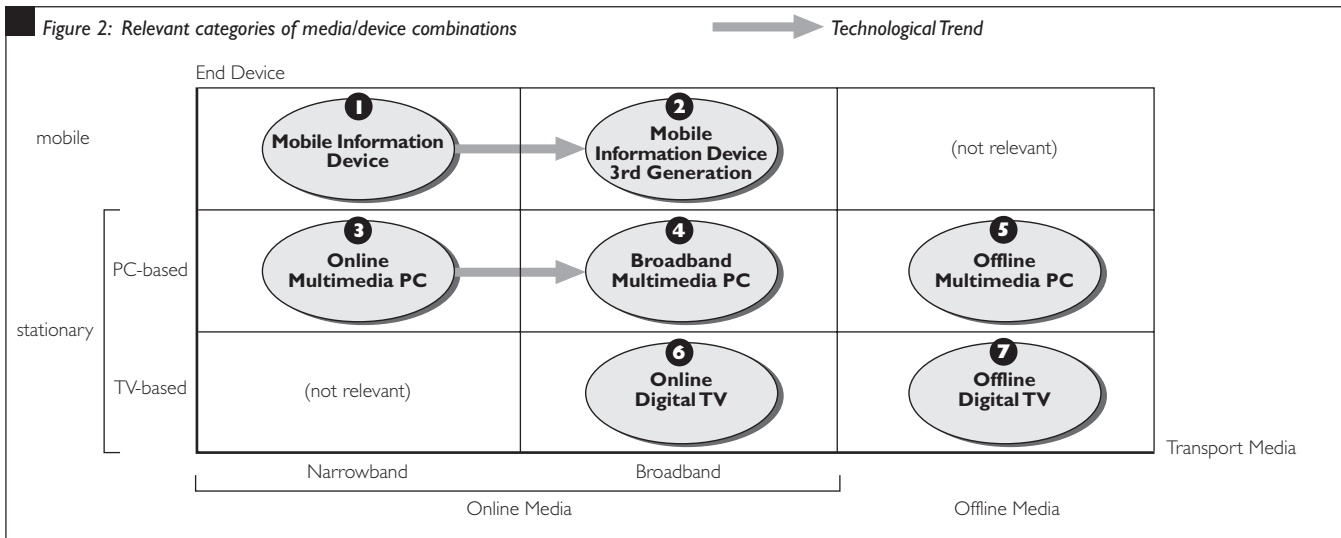 Figure 2: Relevant categories of media/device combinations
Technological Trend
End Device
mobile
1
Mobile Information
Device
2
Mobile
Information Device
3rd Generation
(not relevant)
stationary
PC-based
3
Online
Multimedia PC
4
Broadband
Multimedia PC
5
Offline
Multimedia PC
TV-based
(not relevant)
6
Online
Digital TV
7
Offline
Digital TV
Transport Media
Narrowband
Broadband
Online Media
Offline Media